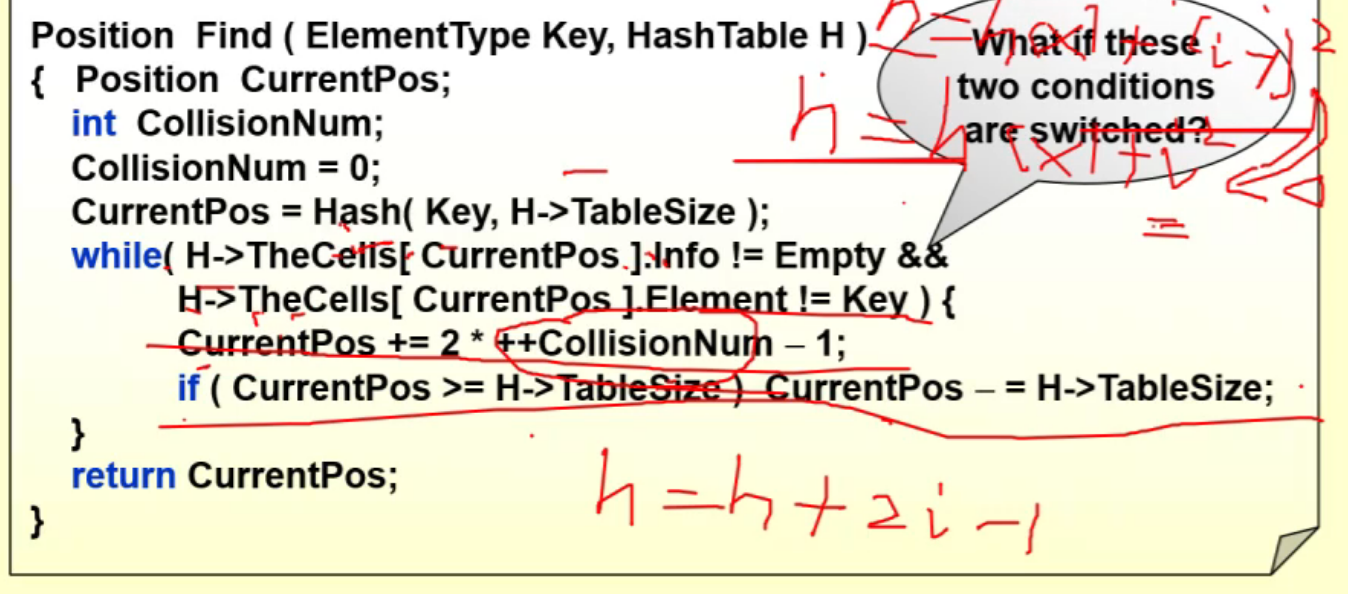 Position Find ( ElementType Key, HashTable H )
{ Position CurrentPos;
int CollisionNum;
CollisionNum = 0;
CurrentPos = Hash( Key, H->TableSize );
while( H->TheCells[ CurrentPos ].Info != Empty &&
H->TheCells[ CurrentPos ].Element != Key ) {
CurrentPos += 2 * ++CollisionNum – 1;
if ( CurrentPos >= H->TableSize ) CurrentPos – = H->TableSize;
}
return CurrentPos;
}
What if these
two conditions
are switched?
h = h(x) + i²
h = h + 2i - 1